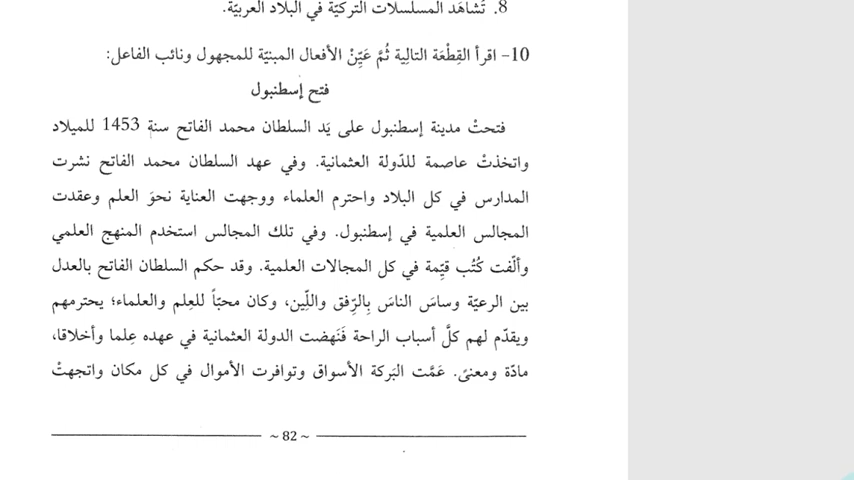 8. تُشاهَد المسلسلات التركيّة في البلاد العربيّة.
10- اقرأ القِطْعَة التالِية ثُمَّ عَيِّنْ الأفعال المبنيّة للمجهول ونائب الفاعل:
فتح إسطنبول
فتحتْ مدينة إسطنبول على يَد السلطان محمد الفاتح سنة 1453 للميلاد
واتخذتْ عاصمة للدّولة العثمانية. وفي عهد السلطان محمد الفاتح نشرت
المدارس في كل البلاد واحترم العلماء ووجهت العناية نحوَ العلم وعقدت
المجالس العلمية في إسطنبول. وفي تلك المجالس استخدم المنهج العلمي
وألّفت كُتُب قيِّمة في كل المجالات العلمية. وقد حكم السلطان الفاتح بالعدل
بين الرعيّة وساسَ الناسَ بِالرِّفق واللِّين، وكان محبّاً للعِلم والعلماء؛ يحترمهم
ويقدّم لهم كلَّ أسباب الراحة فَنَهضت الدولة العثمانية في عهده عِلما وأخلاقا،
مادّة ومعنىً. عَمَّت البَركة الأسواق وتوافرت الأموال في كل مكان واتجهتْ
~ 82 ~